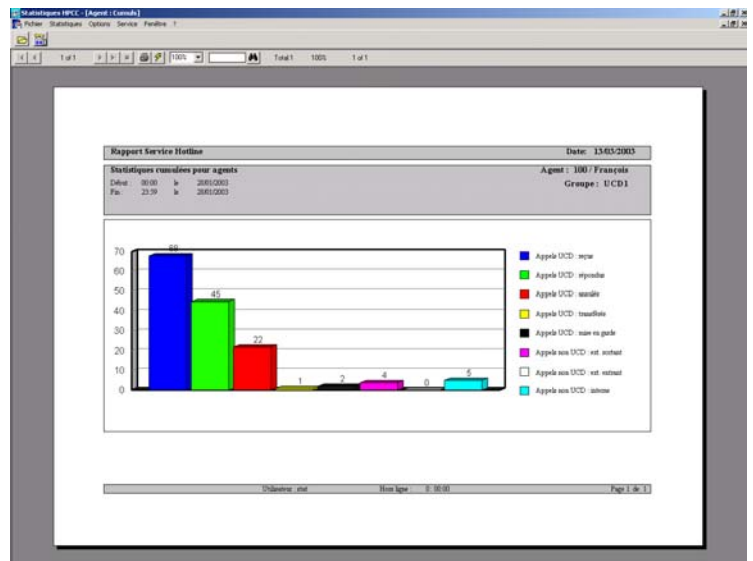 Statistiques HPCC - [Agent : Cumuls]
Fichier Statistiques Options Service Fenêtre ?
1 of 1 100% Total:1 100% 1 of 1
Rapport Service Hotline Date: 13/03/2003
Statistiques cumulées pour agents Agent : 100 / François
Début : 00:00 le 20/01/2003 Groupe : UCD1
Fin : 23:59 le 20/01/2003
70
60
50
40
30
20
10
0
45
22
1
2
4
0
5
Appels UCD : reçus
Appels UCD : répondus
Appels UCD : annulés
Appels UCD : transférés
Appels UCD : mise en garde
Appels non UCD : ext. sortant
Appels non UCD : ext. entrant
Appels non UCD : interne
Utilisateur : stat Hors ligne : 0: 00:00 Page 1 de 1